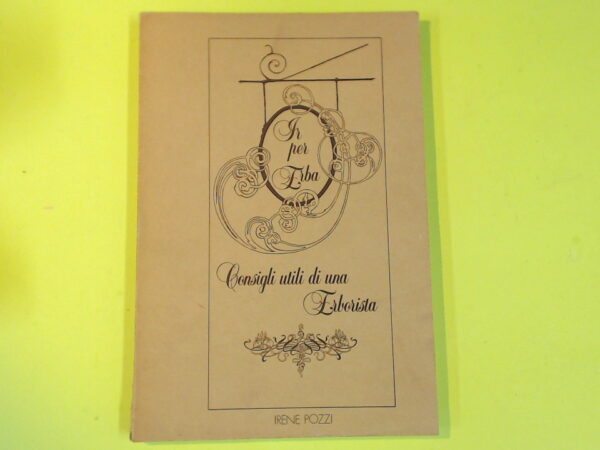 Ir
per
Erba
Consigli utili di una
Erborista
IRENE POZZI